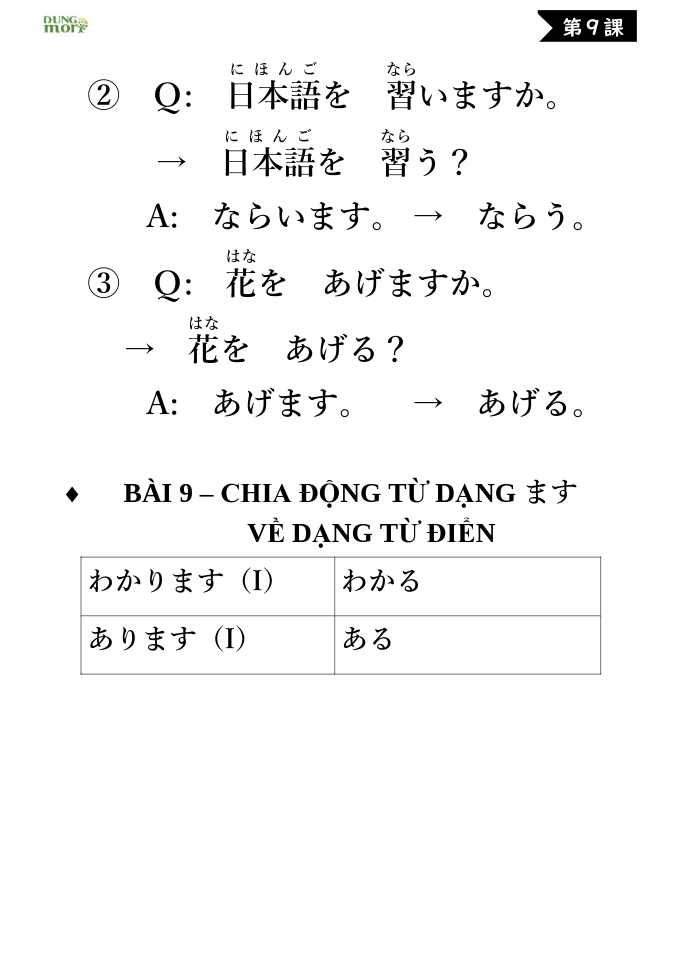 DUNG
mori
第9課
に ほ ん ご なら
② Q: 日本語を 習いますか。
に ほ ん ご なら
→ 日本語を 習う？
A: ならいます。 → ならう。
はな
③ Q: 花を あげますか。
はな
→ 花を あげる？
A: あげます。 → あげる。
♦ BÀI 9 – CHIA ĐỘNG TỪ DẠNG ます
VỀ DẠNG TỪ ĐIỂN
わかります（I） わかる
あります（I） ある